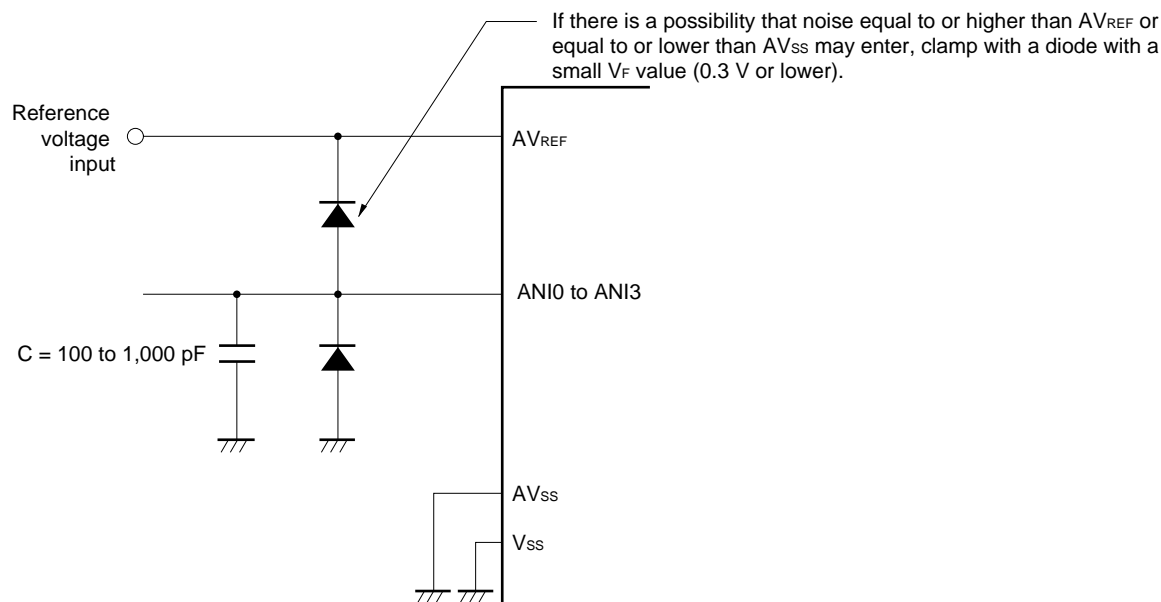 If there is a possibility that noise equal to or higher than AVREF or
equal to or lower than AVSS may enter, clamp with a diode with a
small VF value (0.3 V or lower).
Reference
voltage
input
AVREF
ANI0 to ANI3
C = 100 to 1,000 pF
AVSS
VSS